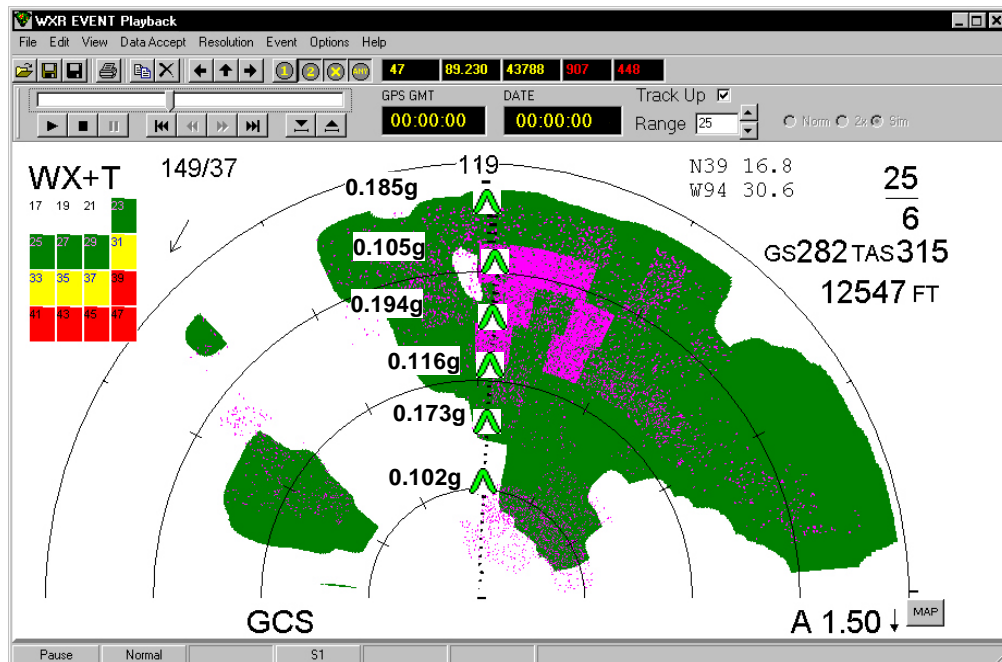 WXR EVENT Playback
File Edit View Data Accept Resolution Event Options Help
1 2 X ANY 47 89.230 43788 907 448
GPS GMT DATE Track Up
00:00:00 00:00:00 Range 25 Norm 2x Sim
WX+T 149/37 119 N39 16.8 25
W94 30.6 6
17 19 21 23
25 27 29 31
33 35 37 39
41 43 45 47
GS282 TAS315
12547 FT
0.185g
0.105g
0.194g
0.116g
0.173g
0.102g
GCS A 1.50 MAP
Pause Normal S1